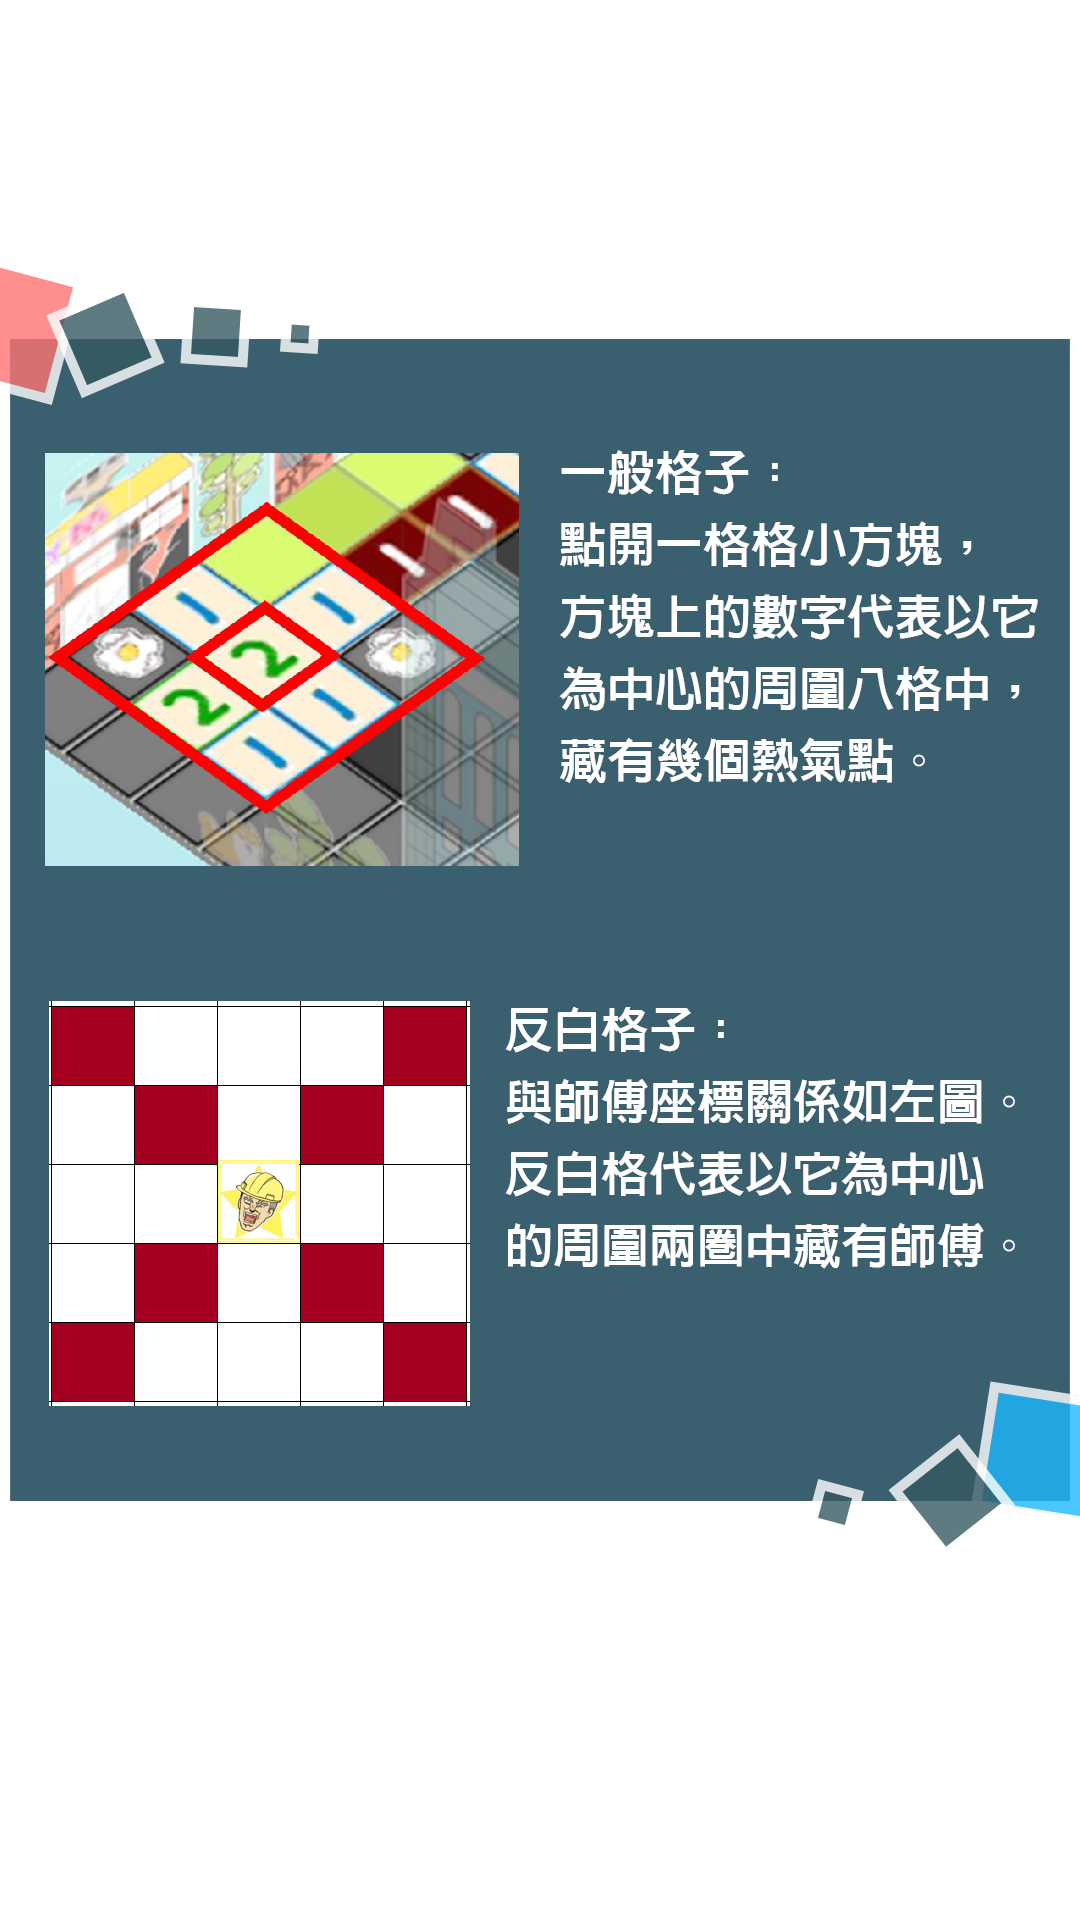 一般格子：
點開一格格小方塊，
方塊上的數字代表以它
為中心的周圍八格中，
藏有幾個熱氣點。
1
1
1
1
2
2
1
1
反白格子：
與師傅座標關係如左圖。
反白格代表以它為中心
的周圍兩圈中藏有師傅。